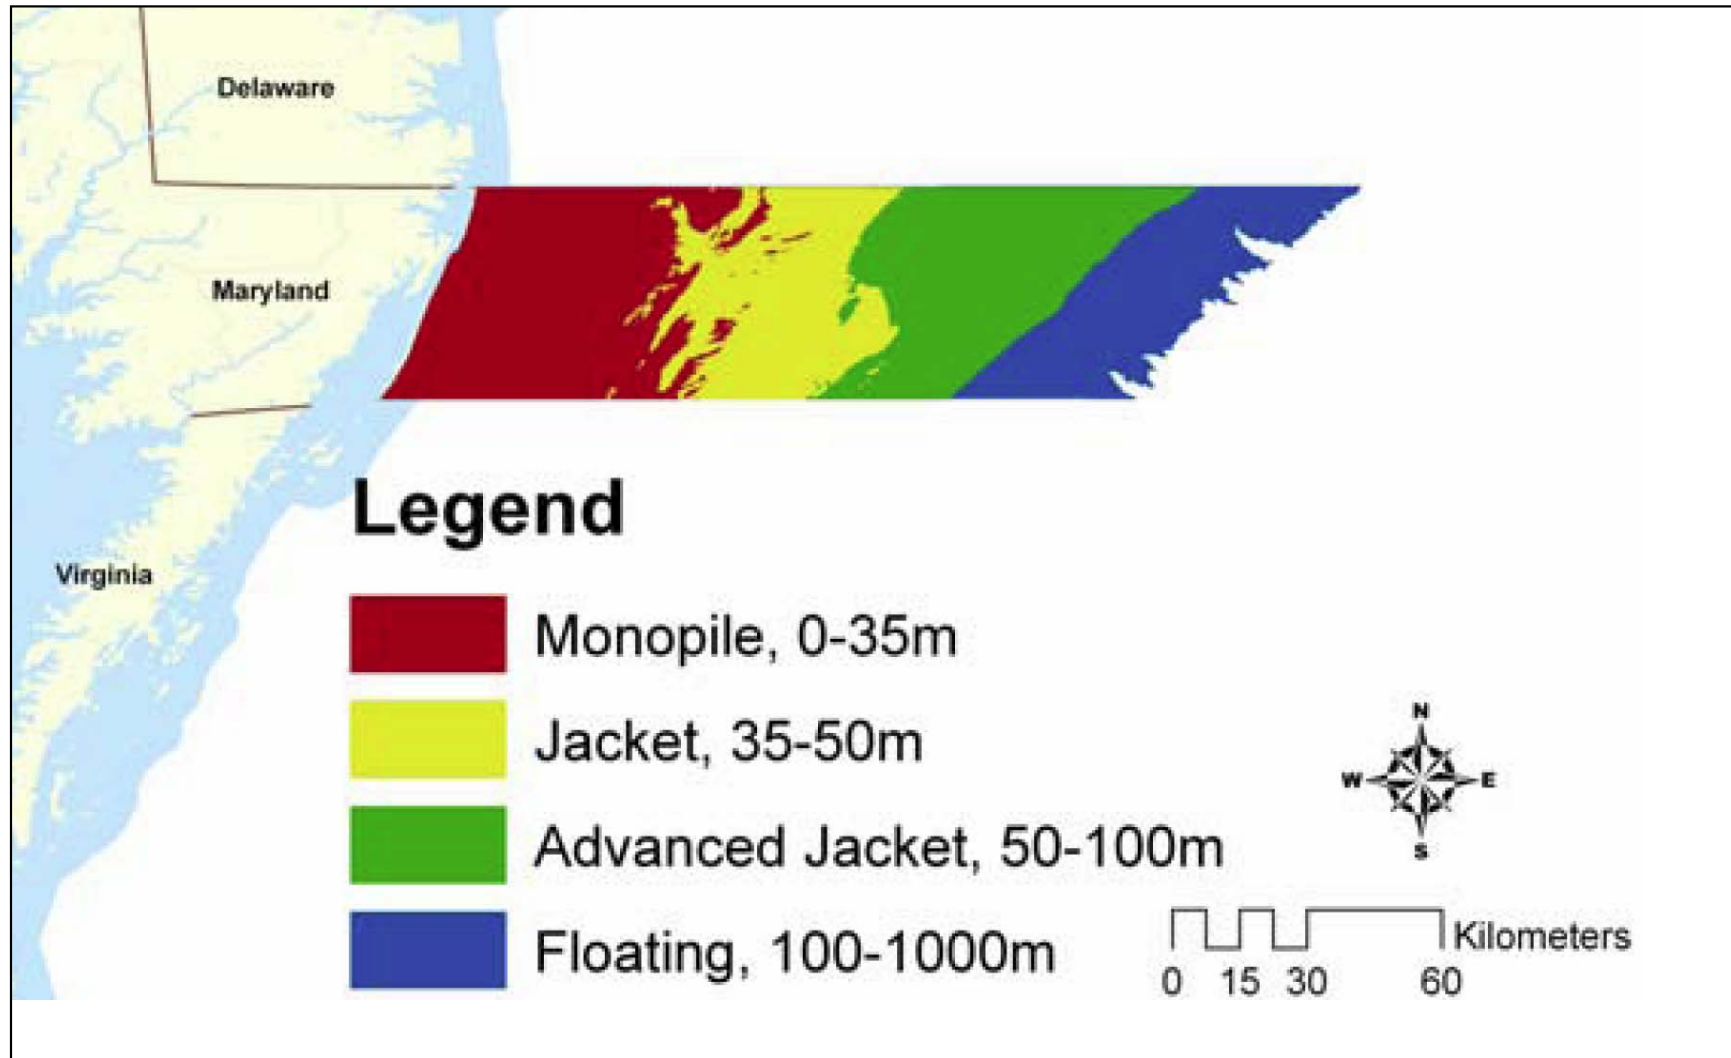 Delaware
Maryland
Virginia
Legend
Monopile, 0-35m
Jacket, 35-50m
Advanced Jacket, 50-100m
Floating, 100-1000m
N
W E
S
Kilometers
0 15 30 60